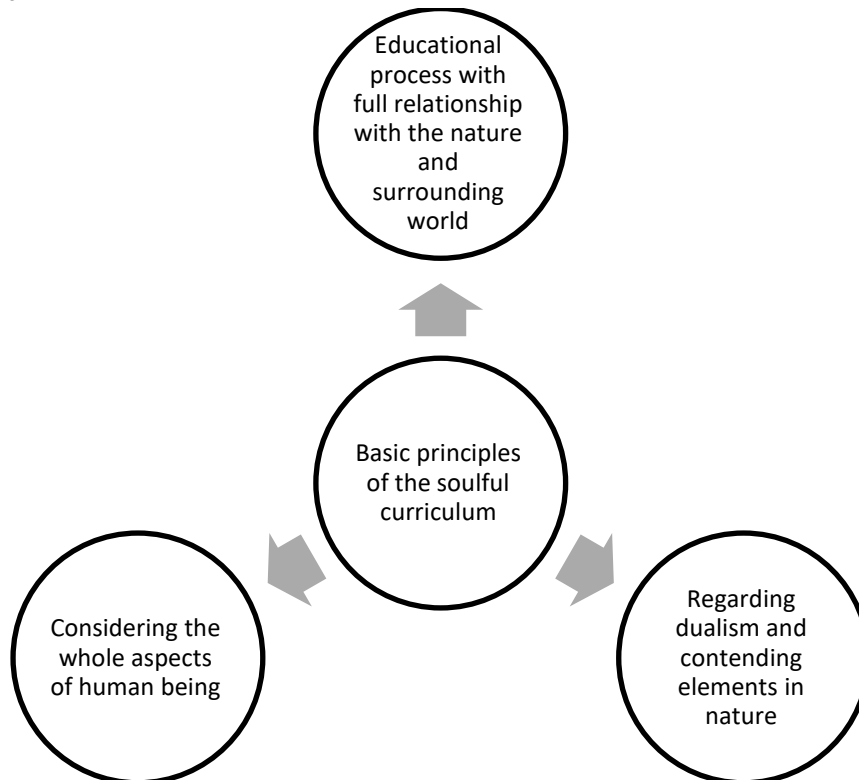 Educational
process with
full relationship
with the nature
and
surrounding
world
Basic principles
of the soulful
curriculum
Considering the
whole aspects
of human being
Regarding
dualism and
contending
elements in
nature